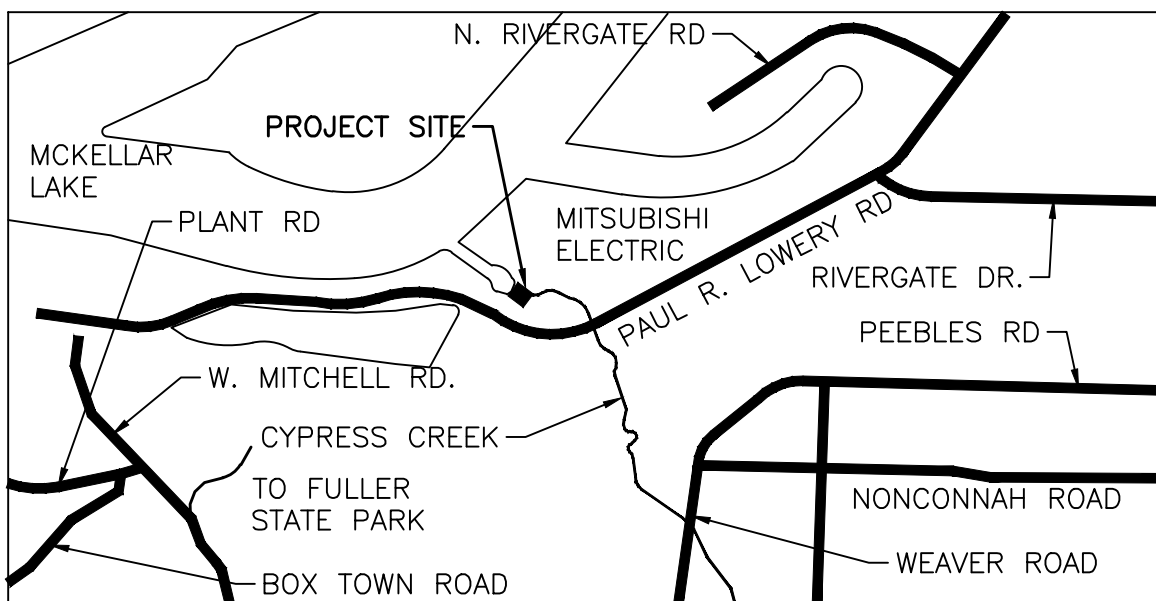 N. RIVERGATE RD
PROJECT SITE
MCKELLAR
LAKE
PLANT RD
MITSUBISHI
ELECTRIC
PAUL R. LOWERY RD
RIVERGATE DR.
PEEBLES RD
W. MITCHELL RD.
CYPRESS CREEK
TO FULLER
STATE PARK
NONCONNAH ROAD
WEAVER ROAD
BOX TOWN ROAD